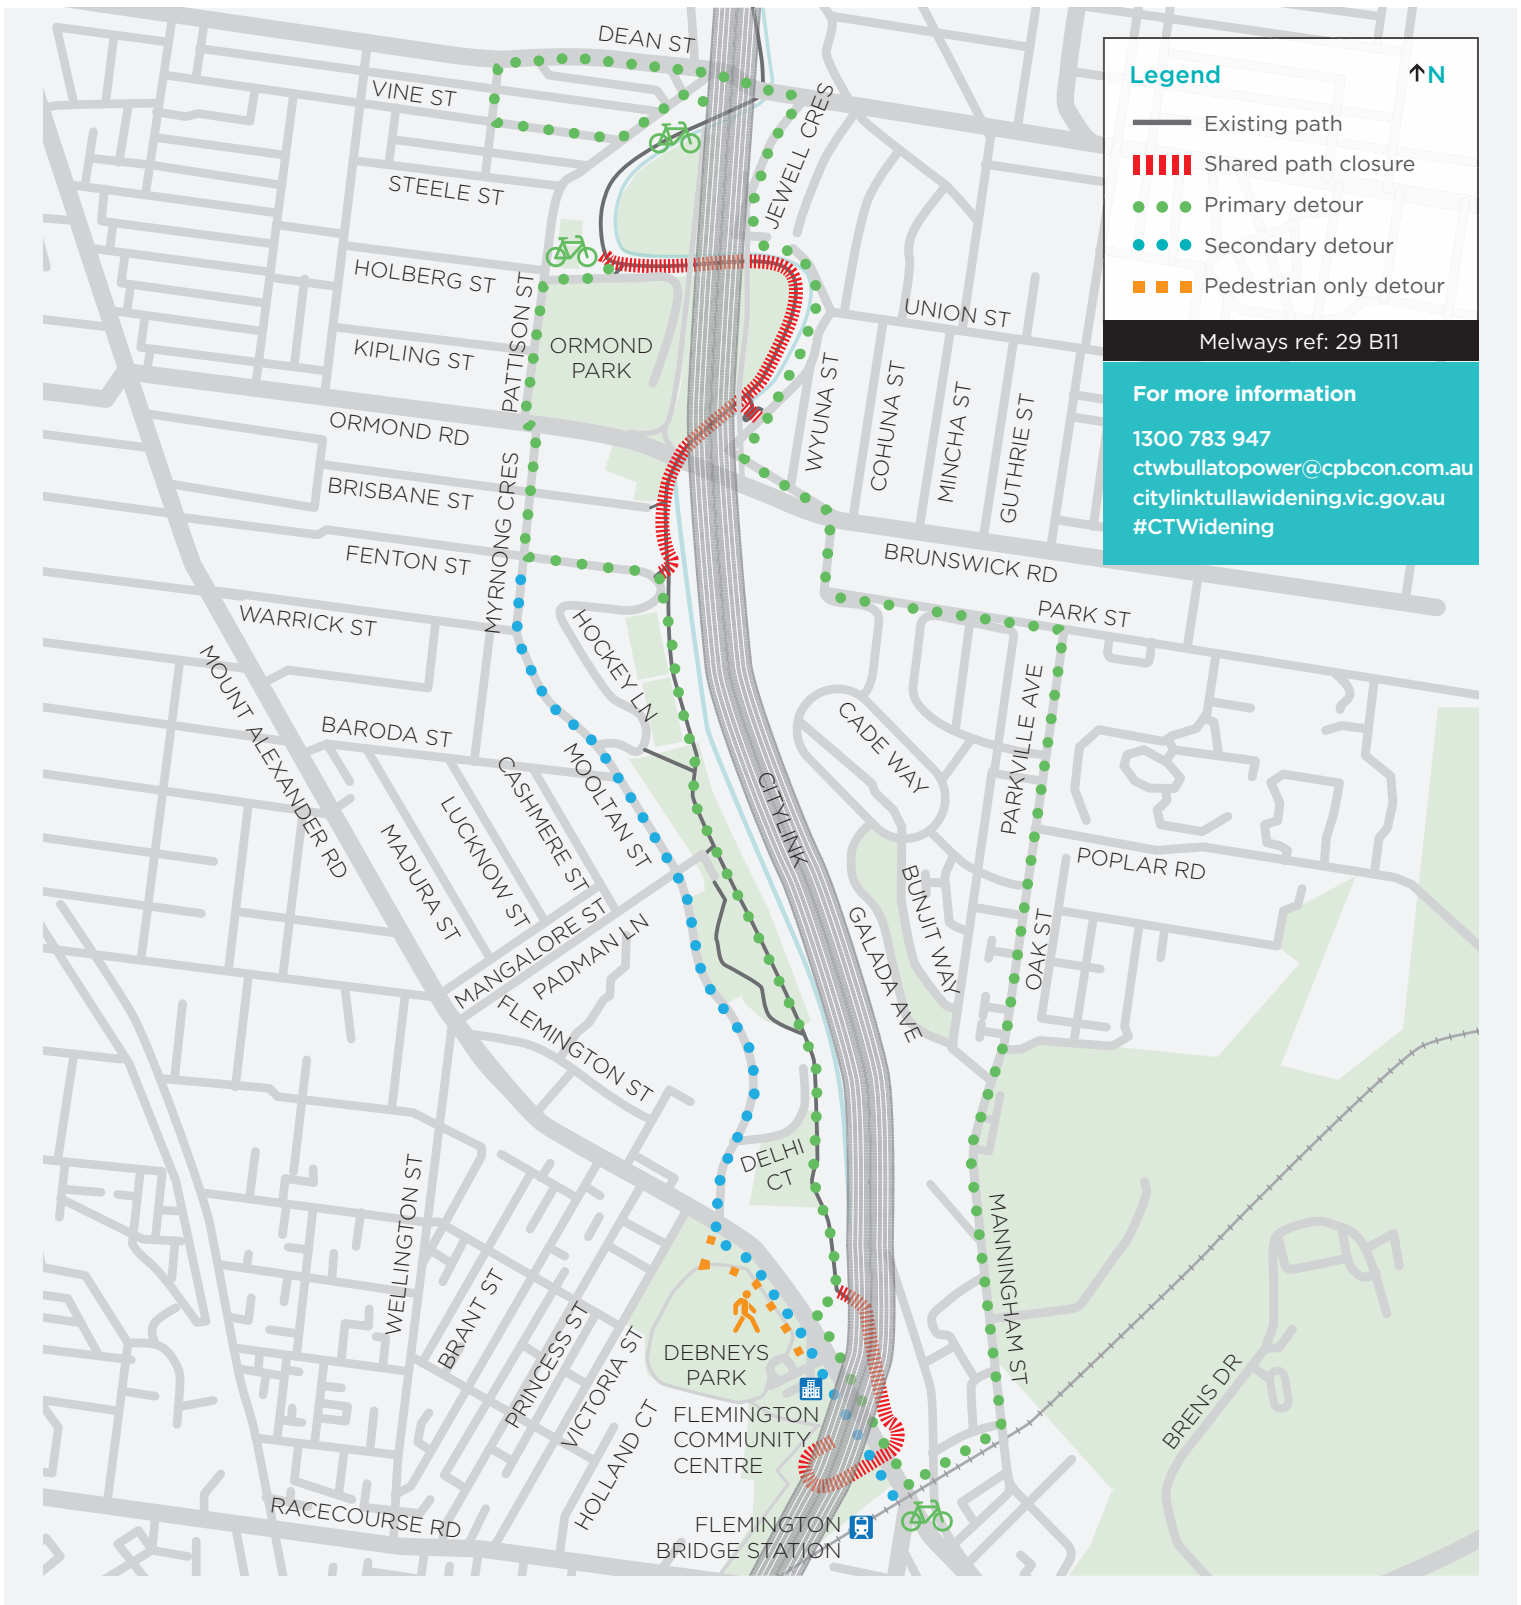 DEAN ST
VINE ST
STEELE ST
JEWELL CRES
HOLBERG ST
PATTISON ST
UNION ST
KIPLING ST
ORMOND
PARK
WYUNA ST
COHUNA ST
MINCHA ST
GUTHRIE ST
ORMOND RD
BRISBANE ST
MYRNONG CRES
FENTON ST
BRUNSWICK RD
PARK ST
WARRICK ST
HOCKEY LN
MOUNT ALEXANDER RD
BARODA ST
MOOLTAN ST
CASHMERE ST
LUCKNOW ST
MADURA ST
CITYLINK
CADE WAY
PARKVILLE AVE
POPLAR RD
BUNJIT WAY
GALADA AVE
OAK ST
MANGALORE ST
PADMAN LN
FLEMINGTON ST
DELHI
CT
WELLINGTON ST
BRANT ST
PRINCESS ST
VICTORIA ST
HOLLAND CT
MANNINGHAM ST
BRENS DR
DEBNEYS
PARK
FLEMINGTON
COMMUNITY
CENTRE
RACECOURSE RD
FLEMINGTON
BRIDGE STATION
Legend
N
Existing path
Shared path closure
Primary detour
Secondary detour
Pedestrian only detour
Melways ref: 29 B11
For more information
1300 783 947
ctwbullatopower@cpbcon.com.au
citylinktullawidening.vic.gov.au
#CTWidening